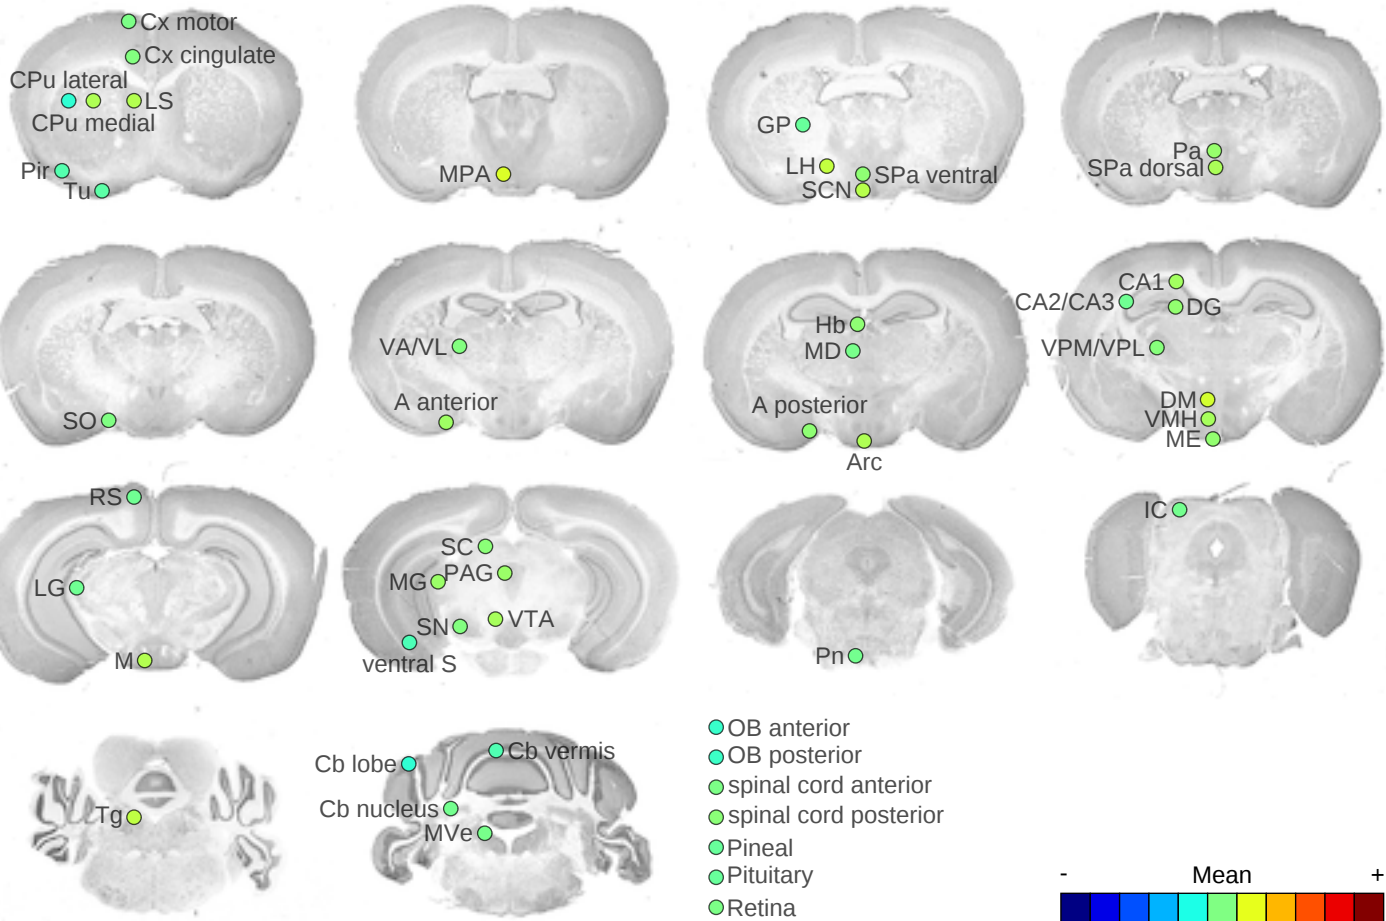 Cx motor
Cx cingulate
CPu lateral
LS
CPu medial
Pir
Tu
MPA
GP
LH
SPa ventral
SCN
Pa
SPa dorsal
SO
VA/VL
A anterior
Hb
MD
A posterior
Arc
CA1
CA2/CA3
DG
VPM/VPL
DM
VMH
ME
RS
LG
M
SC
MG
PAG
SN
VTA
ventral S
Pn
IC
Tg
Cb lobe
Cb vermis
Cb nucleus
MVe
OB anterior
OB posterior
spinal cord anterior
spinal cord posterior
Pineal
Pituitary
Retina
- Mean +